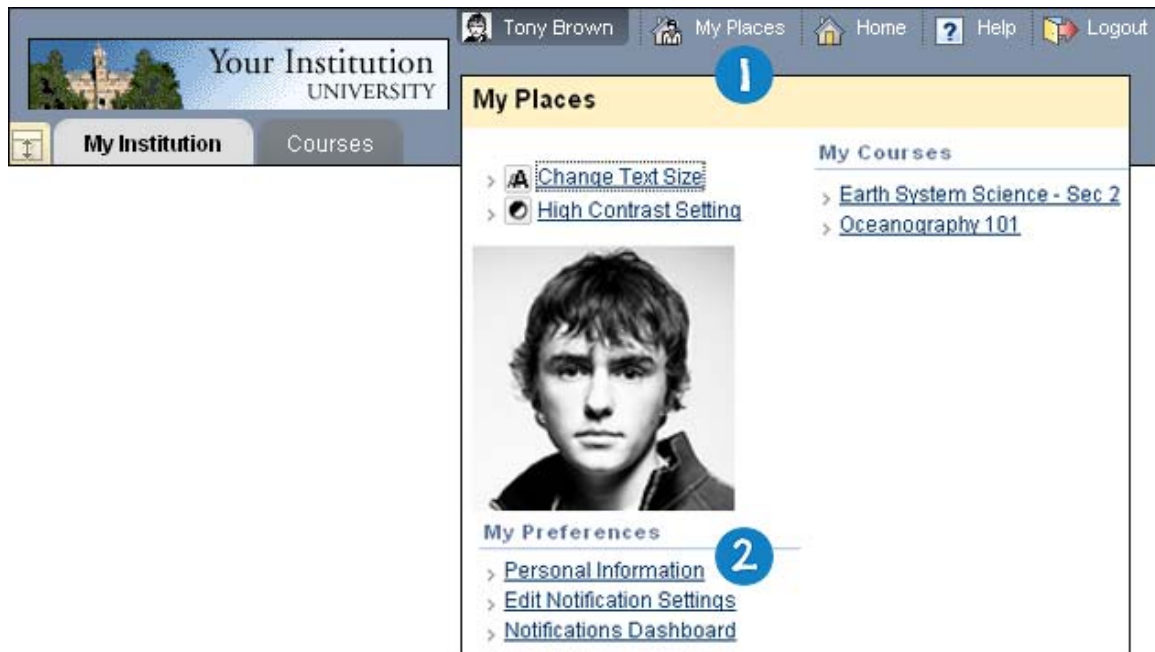 Tony Brown
My Places
Home
? Help
Logout
Your Institution
UNIVERSITY
My Institution
Courses
1
My Places
Change Text Size
High Contrast Setting
My Courses
Earth System Science - Sec 2
Oceanography 101
My Preferences
2
Personal Information
Edit Notification Settings
Notifications Dashboard